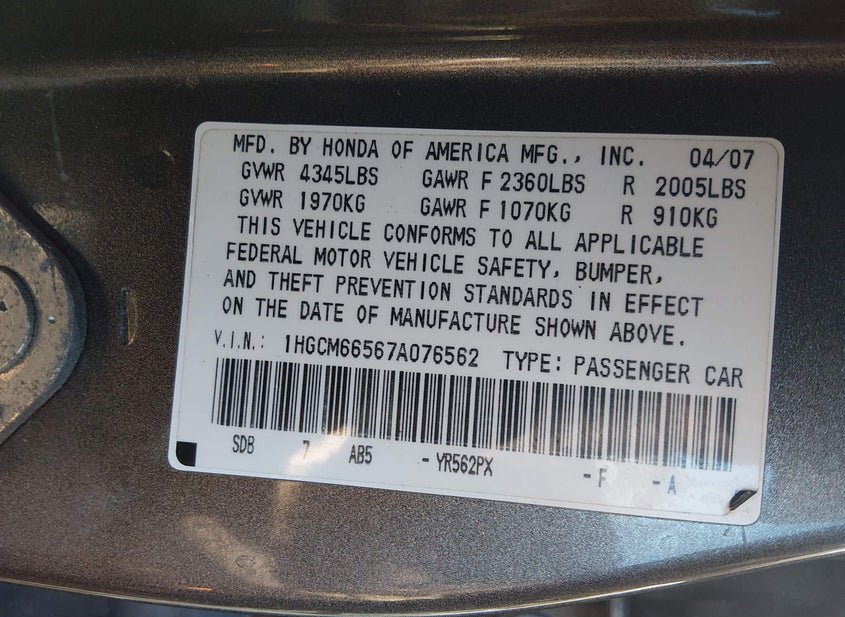 MFD. BY HONDA OF AMERICA MFG., INC. 04/07
GVWR 4345LBS GAWR F 2360LBS R 2005LBS
GVWR 1970KG GAWR F 1070KG R 910KG
THIS VEHICLE CONFORMS TO ALL APPLICABLE
FEDERAL MOTOR VEHICLE SAFETY, BUMPER,
AND THEFT PREVENTION STANDARDS IN EFFECT
ON THE DATE OF MANUFACTURE SHOWN ABOVE.
V.I.N.: 1HGCM66567A076562 TYPE: PASSENGER CAR
SDB 7 AB5 - YR562PX - F - A